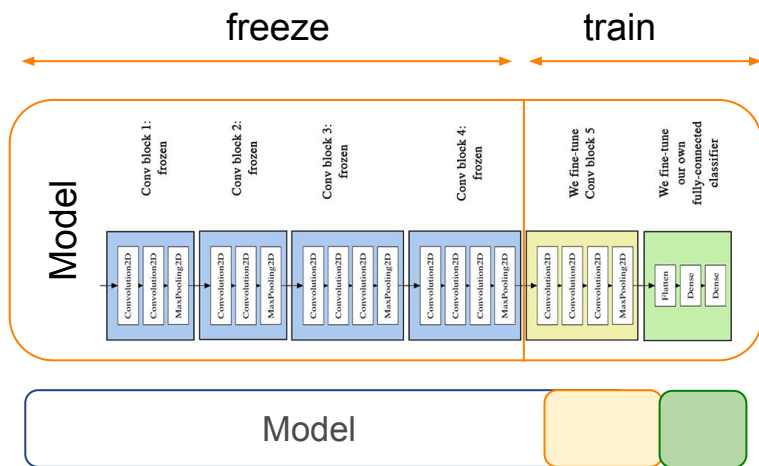 freeze
train
Model
Conv block 1:
frozen
Conv block 2:
frozen
Conv block 3:
frozen
Conv block 4:
frozen
We fine-tune
Conv block 5
We fine-tune
our own
fully-connected
classifier
Convolution2D
Convolution2D
MaxPooling2D
Convolution2D
Convolution2D
MaxPooling2D
Convolution2D
Convolution2D
Convolution2D
MaxPooling2D
Convolution2D
Convolution2D
Convolution2D
MaxPooling2D
Convolution2D
Convolution2D
Convolution2D
MaxPooling2D
Flatten
Dense
Dense
Model